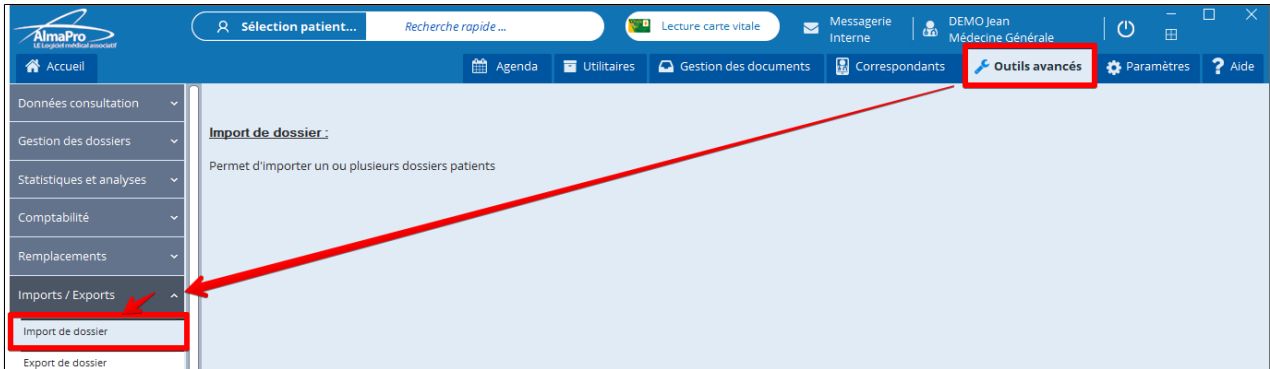 AlmaPro
LE Logiciel médical associatif
Sélection patient...
Recherche rapide ...
Lecture carte vitale
Messagerie
Interne
DEMO Jean
Médecine Générale
Accueil
Agenda
Utilitaires
Gestion des documents
Correspondants
Outils avancés
Paramètres
? Aide
Données consultation
Gestion des dossiers
Statistiques et analyses
Comptabilité
Remplacements
Imports / Exports
Import de dossier
Export de dossier
Import de dossier :
Permet d'importer un ou plusieurs dossiers patients